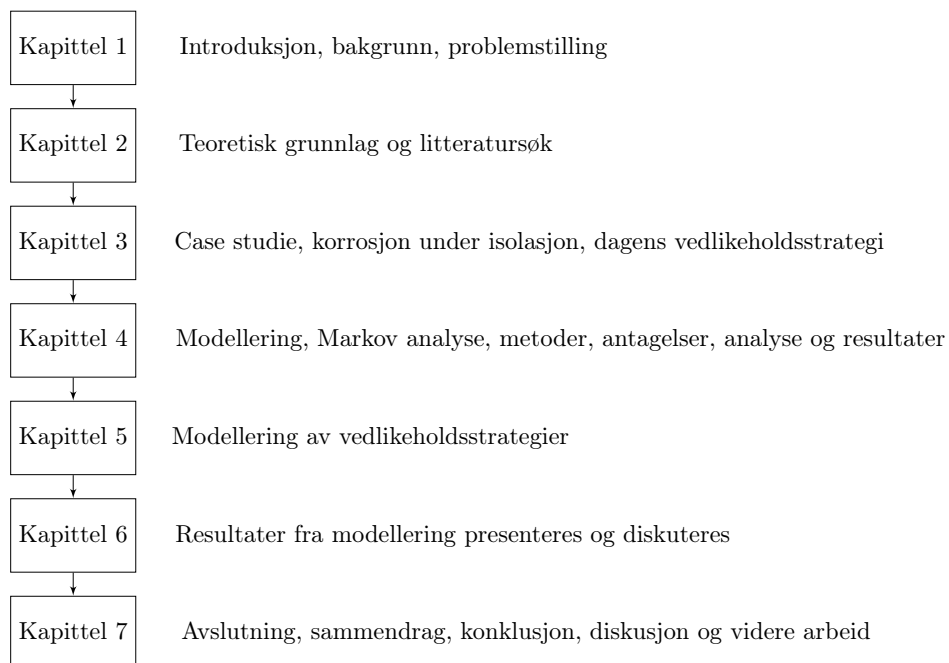 Kapittel 1 Introduksjon, bakgrunn, problemstilling
Kapittel 2 Teoretisk grunnlag og litteratursøk
Kapittel 3 Case studie, korrosjon under isolasjon, dagens vedlikeholdsstrategi
Kapittel 4 Modellering, Markov analyse, metoder, antagelser, analyse og resultater
Kapittel 5 Modellering av vedlikeholdsstrategier
Kapittel 6 Resultater fra modellering presenteres og diskuteres
Kapittel 7 Avslutning, sammendrag, konklusjon, diskusjon og videre arbeid